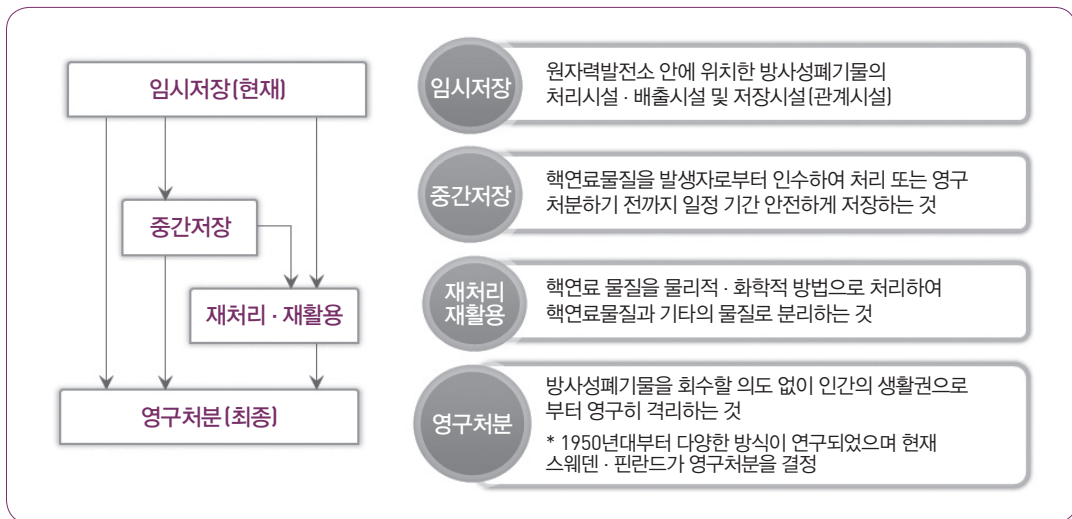 임시저장(현재)
중간저장
재처리 · 재활용
영구처분(최종)
임시저장
원자력발전소 안에 위치한 방사성폐기물의
처리시설 · 배출시설 및 저장시설(관계시설)
중간저장
핵연료물질을 발생자로부터 인수하여 처리 또는 영구
처분하기 전까지 일정 기간 안전하게 저장하는 것
재처리
재활용
핵연료 물질을 물리적 · 화학적 방법으로 처리하여
핵연료물질과 기타의 물질로 분리하는 것
영구처분
방사성폐기물을 회수할 의도 없이 인간의 생활권으로
부터 영구히 격리하는 것
* 1950년대부터 다양한 방식이 연구되었으며 현재
스웨덴 · 핀란드가 영구처분을 결정